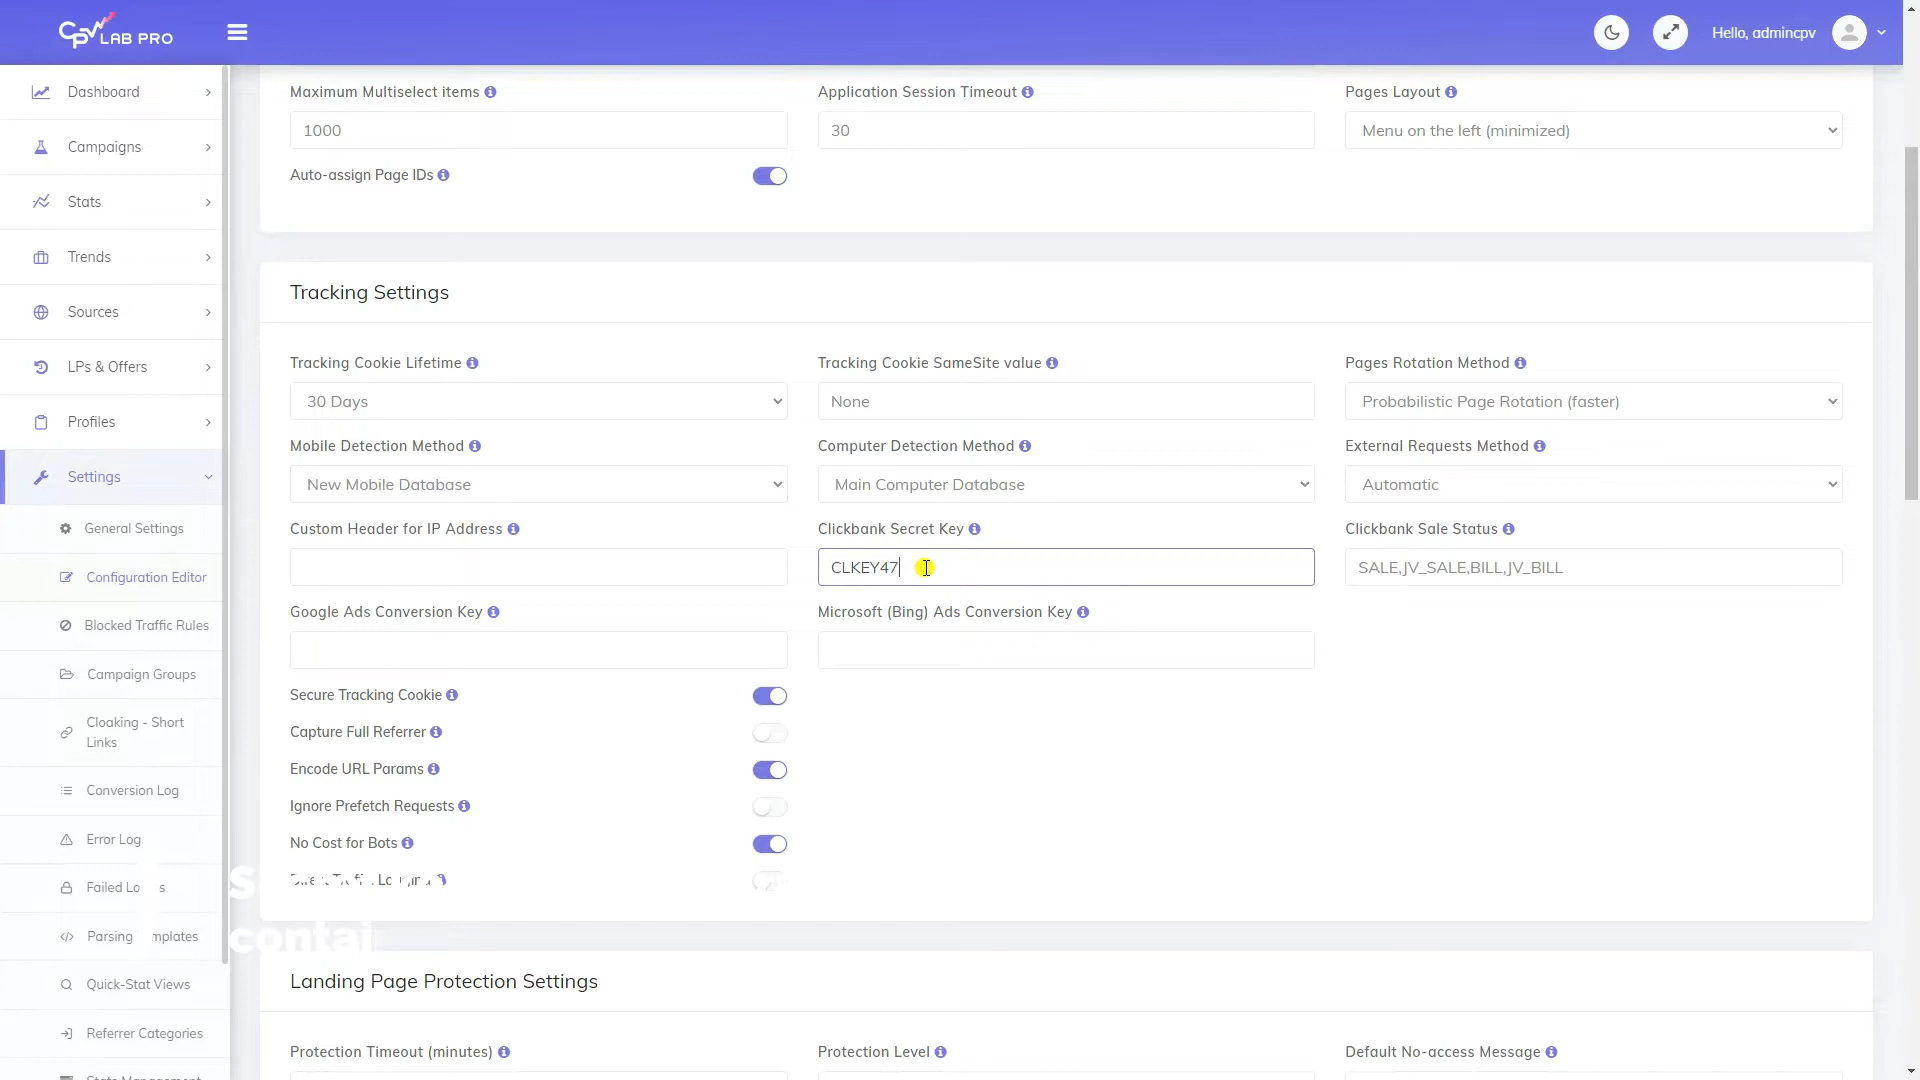 CPV LAB PRO
Hello, admincpv
Dashboard
Campaigns
Stats
Trends
Sources
LPs & Offers
Profiles
Settings
General Settings
Configuration Editor
Blocked Traffic Rules
Campaign Groups
Cloaking - Short
Links
Conversion Log
Error Log
Failed Lo s
Parsing mplates
Quick-Stat Views
Referrer Categories
Maximum Multiselect items
1000
Application Session Timeout
30
Pages Layout
Menu on the left (minimized)
Auto-assign Page IDs
Tracking Settings
Tracking Cookie Lifetime
30 Days
Tracking Cookie SameSite value
None
Pages Rotation Method
Probabilistic Page Rotation (faster)
Mobile Detection Method
New Mobile Database
Computer Detection Method
Main Computer Database
External Requests Method
Automatic
Custom Header for IP Address
Clickbank Secret Key
CLKEY47
Clickbank Sale Status
SALE,JV_SALE,BILL,JV_BILL
Google Ads Conversion Key
Microsoft (Bing) Ads Conversion Key
Secure Tracking Cookie
Capture Full Referrer
Encode URL Params
Ignore Prefetch Requests
No Cost for Bots
s
contai
Landing Page Protection Settings
Protection Timeout (minutes)
Protection Level
Default No-access Message